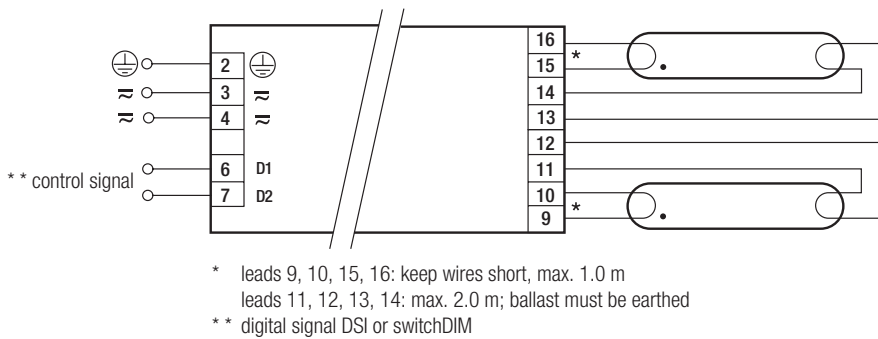 16
2
* 15
3 14
4 13
12
6 D1 11
* * control signal
7 D2 10
* 9
* leads 9, 10, 15, 16: keep wires short, max. 1.0 m
leads 11, 12, 13, 14: max. 2.0 m; ballast must be earthed
* * digital signal DSI or switchDIM